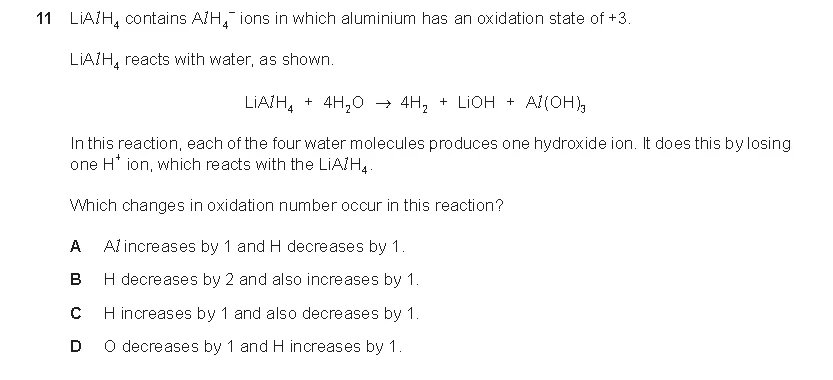 11 LiAlH₄ contains AlH₄⁻ ions in which aluminium has an oxidation state of +3.
LiAlH₄ reacts with water, as shown.
LiAlH₄ + 4H₂O → 4H₂ + LiOH + Al(OH)₃
In this reaction, each of the four water molecules produces one hydroxide ion. It does this by losing
one H⁺ ion, which reacts with the LiAlH₄.
Which changes in oxidation number occur in this reaction?
A Al increases by 1 and H decreases by 1.
B H decreases by 2 and also increases by 1.
C H increases by 1 and also decreases by 1.
D O decreases by 1 and H increases by 1.